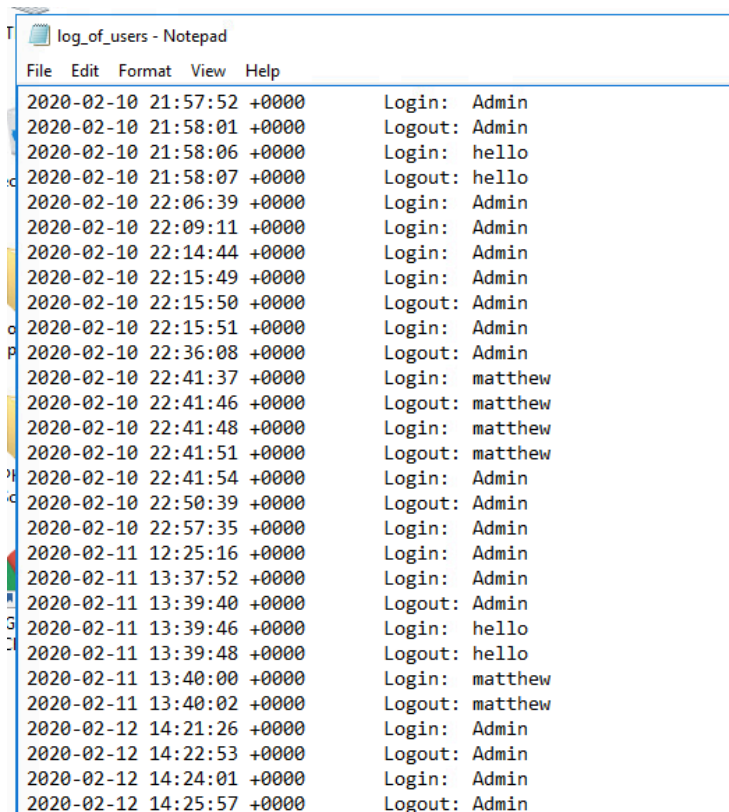 log_of_users - Notepad
File Edit Format View Help
2020-02-10 21:57:52 +0000 Login: Admin
2020-02-10 21:58:01 +0000 Logout: Admin
2020-02-10 21:58:06 +0000 Login: hello
2020-02-10 21:58:07 +0000 Logout: hello
2020-02-10 22:06:39 +0000 Login: Admin
2020-02-10 22:09:11 +0000 Login: Admin
2020-02-10 22:14:44 +0000 Login: Admin
2020-02-10 22:15:49 +0000 Login: Admin
2020-02-10 22:15:50 +0000 Logout: Admin
2020-02-10 22:15:51 +0000 Login: Admin
2020-02-10 22:36:08 +0000 Logout: Admin
2020-02-10 22:41:37 +0000 Login: matthew
2020-02-10 22:41:46 +0000 Logout: matthew
2020-02-10 22:41:48 +0000 Login: matthew
2020-02-10 22:41:51 +0000 Logout: matthew
2020-02-10 22:41:54 +0000 Login: Admin
2020-02-10 22:50:39 +0000 Logout: Admin
2020-02-10 22:57:35 +0000 Login: Admin
2020-02-11 12:25:16 +0000 Login: Admin
2020-02-11 13:37:52 +0000 Login: Admin
2020-02-11 13:39:40 +0000 Logout: Admin
2020-02-11 13:39:46 +0000 Login: hello
2020-02-11 13:39:48 +0000 Logout: hello
2020-02-11 13:40:00 +0000 Login: matthew
2020-02-11 13:40:02 +0000 Logout: matthew
2020-02-12 14:21:26 +0000 Login: Admin
2020-02-12 14:22:53 +0000 Logout: Admin
2020-02-12 14:24:01 +0000 Login: Admin
2020-02-12 14:25:57 +0000 Logout: Admin